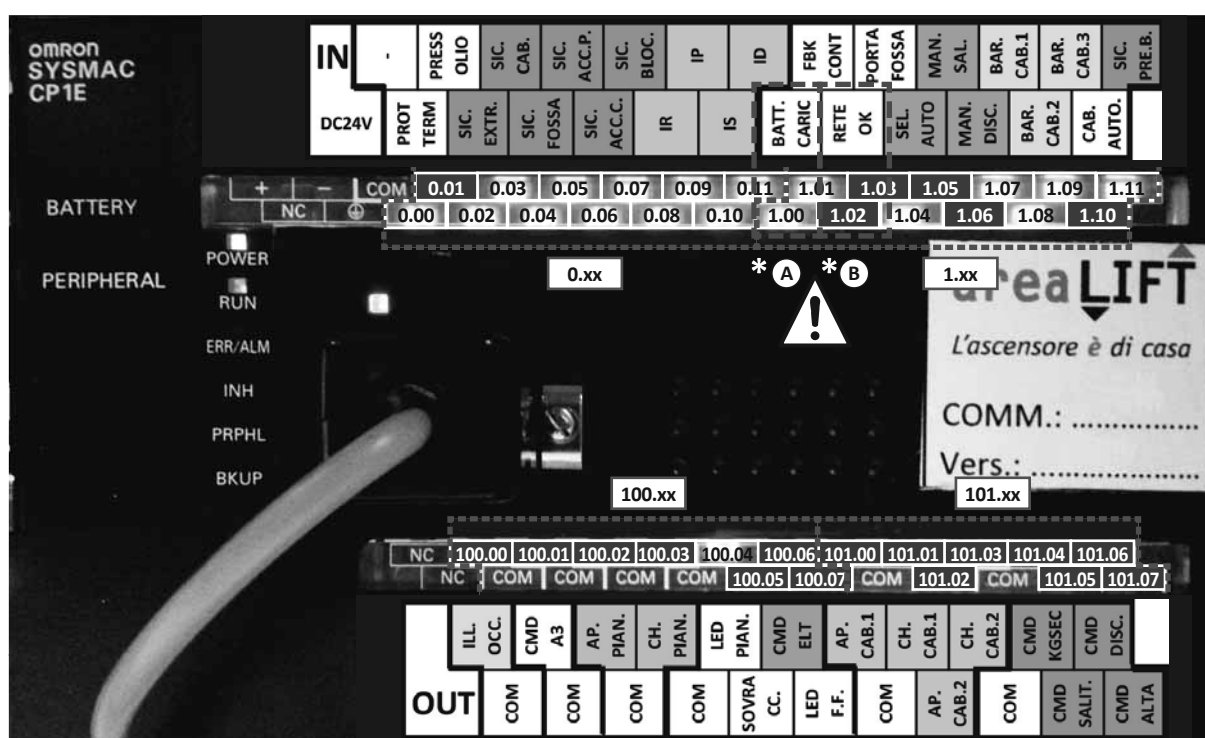 OMRON
SYSMAC
CP1E
BATTERY
PERIPHERAL
IN
-
PRESS OLIO
SIC. CAB.
SIC. ACC.P.
SIC. BLOC.
IP
ID
FBK CONT
PORTA FOSSA
MAN. SAL.
BAR. CAB.1
BAR. CAB.3
SIC. PRE.B.
DC24V
PROT TERM
SIC. EXTR.
SIC. FOSSA
SIC. ACC.C.
IR
IS
BATT. CARIC
RETE OK
SEL. AUTO
MAN. DISC.
BAR. CAB.2
CAB. AUTO.
+ - COM 0.01 0.03 0.05 0.07 0.09 0.11 1.01 1.03 1.05 1.07 1.09 1.11
NC 0.00 0.02 0.04 0.06 0.08 0.10 1.00 1.02 1.04 1.06 1.08 1.10
0.xx
* A
* B
1.xx
!
POWER
RUN
ERR/ALM
INH
PRPHL
BKUP
areaLIFT
L'ascensore è di casa
COMM.: ...............
Vers.: ...................
100.xx
101.xx
NC 100.00 100.01 100.02 100.03 100.04 100.06 101.00 101.01 101.03 101.04 101.06
NC COM COM COM COM 100.05 100.07 COM 101.02 COM 101.05 101.07
ILL. OCC.
CMD A3
AP. PIAN.
CH. PIAN.
LED PIAN.
CMD ELT
AP. CAB.1
CH. CAB.1
CH. CAB.2
CMD KGSEC
CMD DISC.
OUT
COM
COM
COM
COM
SOVRA CC.
LED F.F.
COM
AP. CAB.2
COM
CMD SALIT.
CMD ALTA